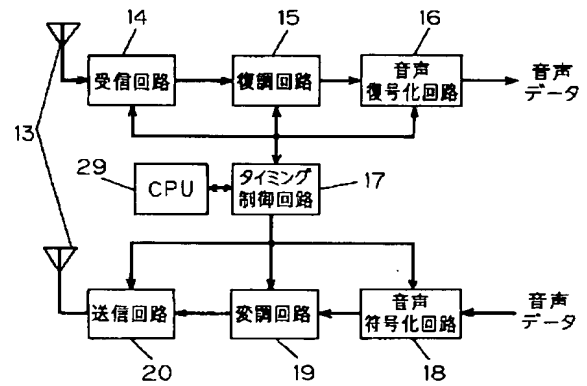 14
15
16
受信回路
復調回路
音声
復号化回路
音声
データ
13
29
CPU
タイミング
制御回路
17
送信回路
変調回路
音声
符号化回路
音声
データ
20
19
18